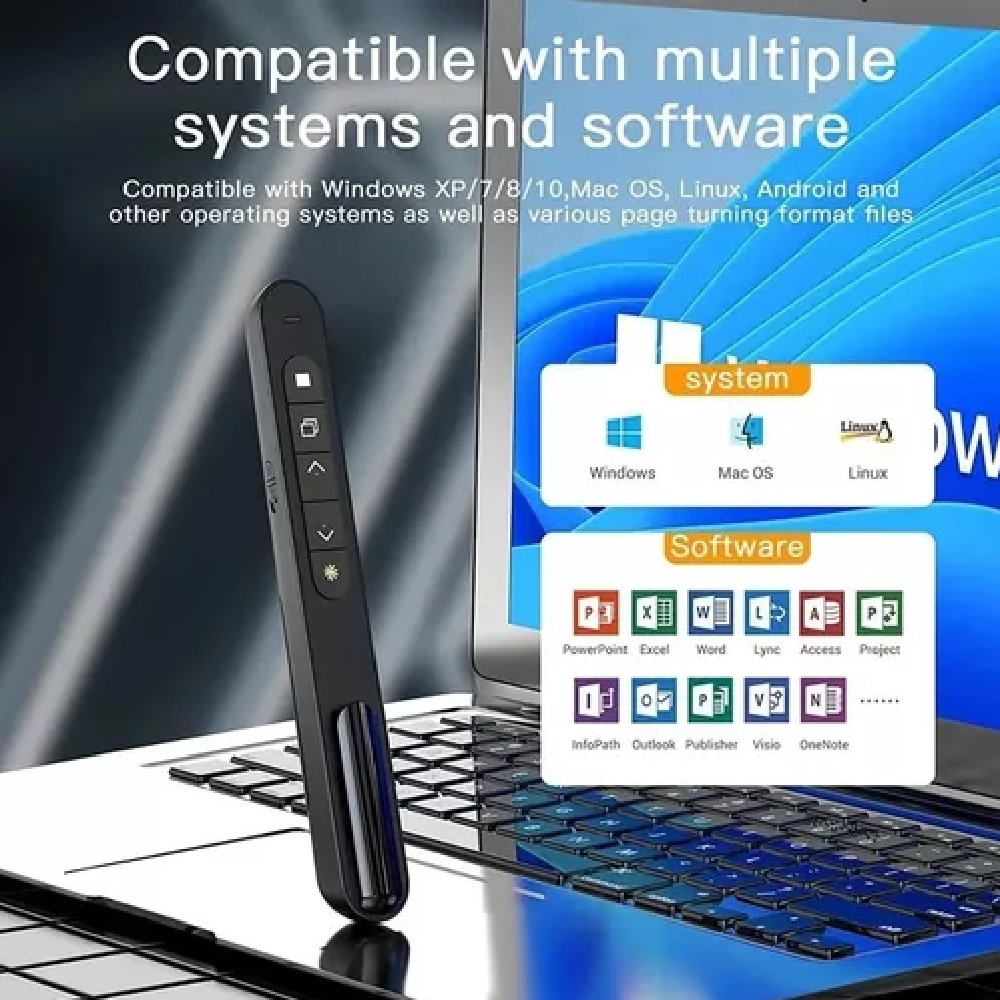 Compatible with multiple
systems and software
Compatible with Windows XP/7/8/10,Mac OS, Linux, Android and
other operating systems as well as various page turning format files
system
Linux
Windows
Mac OS
Linux
Software
P
X
W
L
A
P
PowerPoint
Excel
Word
Lync
Access
Project
I
O
P
V
N
......
InfoPath
Outlook
Publisher
Visio
OneNote